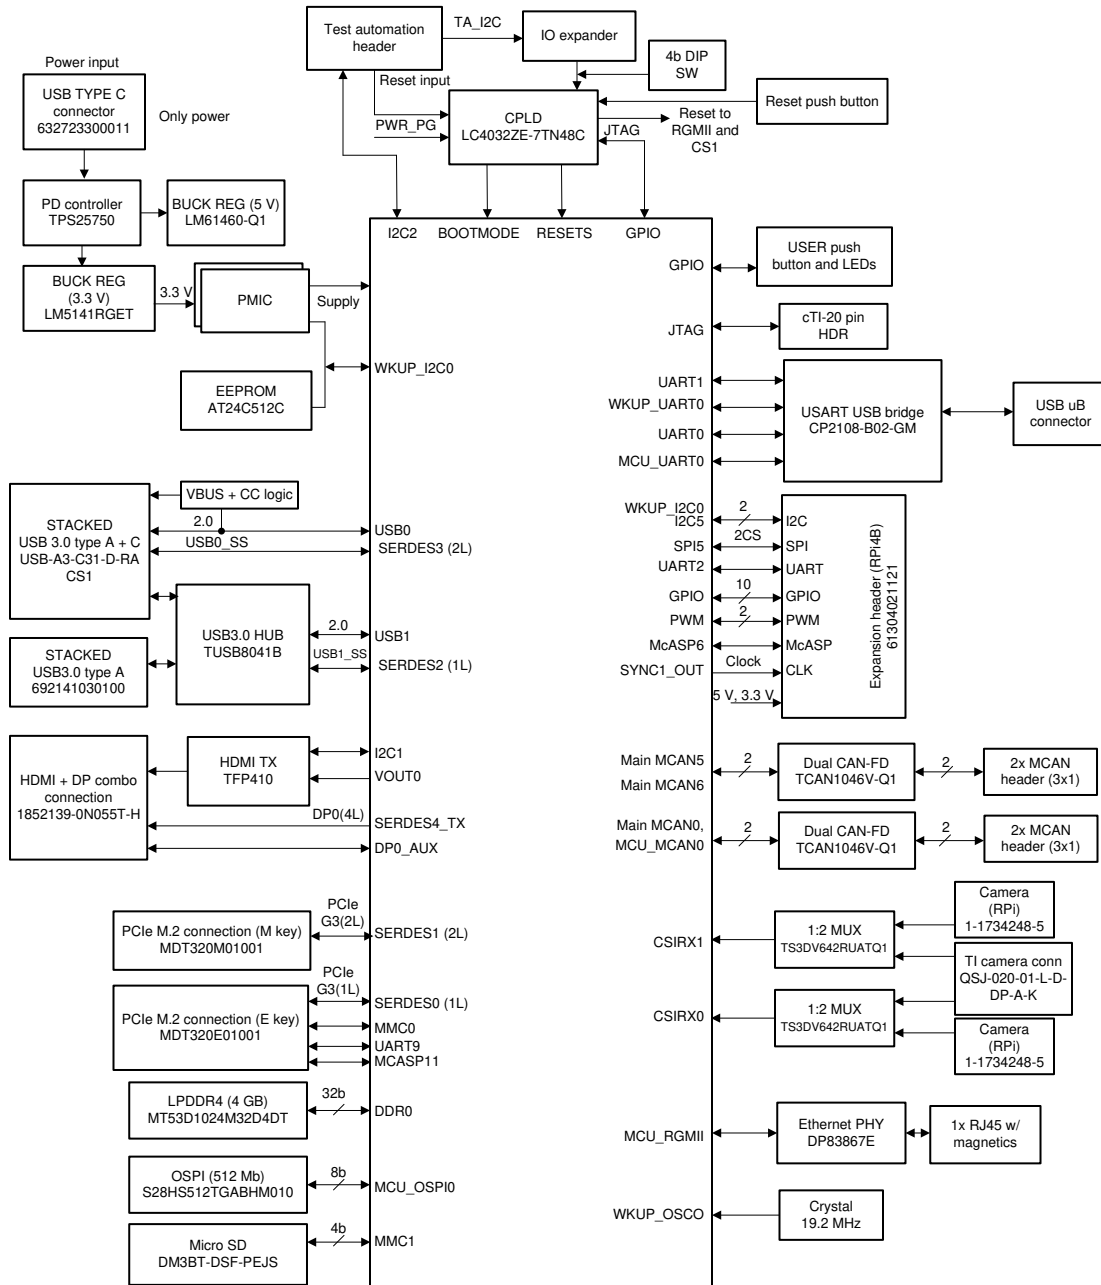 Test automation
header
TA_I2C
IO expander
4b DIP
SW
Power input
USB TYPE C
connector
632723300011
Only power
Reset input
PWR_PG
CPLD
LC4032ZE-7TN48C
Reset push button
Reset to
RGMII and
CS1
JTAG
PD controller
TPS25750
BUCK REG (5 V)
LM61460-Q1
I2C2
BOOTMODE
RESETS
GPIO
BUCK REG
(3.3 V)
LM5141RGET
3.3 V
PMIC
Supply
GPIO
USER push
button and LEDs
JTAG
cTI-20 pin
HDR
EEPROM
AT24C512C
WKUP_I2C0
UART1
WKUP_UART0
UART0
MCU_UART0
USART USB bridge
CP2108-B02-GM
USB uB
connector
STACKED
USB 3.0 type A + C
USB-A3-C31-D-RA
CS1
VBUS + CC logic
2.0
USB0
USB0_SS
SERDES3 (2L)
WKUP_I2C0
I2C5
2
I2C
SPI5
2CS
SPI
UART2
UART
GPIO
10
GPIO
PWM
2
PWM
McASP6
McASP
SYNC1_OUT
Clock
CLK
5 V, 3.3 V
Expansion header (RPi4B)
61304021121
STACKED
USB3.0 type A
692141030100
USB3.0 HUB
TUSB8041B
2.0
USB1
USB1_SS
SERDES2 (1L)
HDMI + DP combo
connection
1852139-0N055T-H
HDMI TX
TFP410
I2C1
VOUT0
DP0(4L)
SERDES4_TX
DP0_AUX
Main MCAN5
Main MCAN6
2
Dual CAN-FD
TCAN1046V-Q1
2
2x MCAN
header (3x1)
Main MCAN0,
MCU_MCAN0
2
Dual CAN-FD
TCAN1046V-Q1
2
2x MCAN
header (3x1)
PCIe M.2 connection (M key)
MDT320M01001
PCIe
G3(2L)
SERDES1 (2L)
CSIRX1
1:2 MUX
TS3DV642RUATQ1
Camera
(RPi)
1-1734248-5
TI camera conn
QSJ-020-01-L-D-
DP-A-K
PCIe M.2 connection (E key)
MDT320E01001
PCIe
G3(1L)
SERDES0 (1L)
MMC0
UART9
MCASP11
CSIRX0
1:2 MUX
TS3DV642RUATQ1
Camera
(RPi)
1-1734248-5
LPDDR4 (4 GB)
MT53D1024M32D4DT
32b
DDR0
MCU_RGMII
Ethernet PHY
DP83867E
1x RJ45 w/
magnetics
OSPI (512 Mb)
S28HS512TGABHM010
8b
MCU_OSPI0
WKUP_OSCO
Crystal
19.2 MHz
Micro SD
DM3BT-DSF-PEJS
4b
MMC1